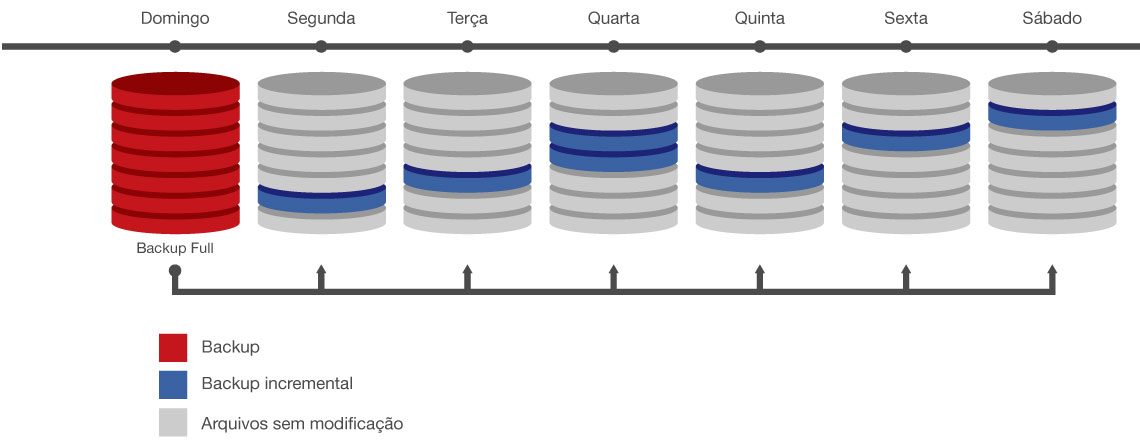 Domingo
Segunda
Terça
Quarta
Quinta
Sexta
Sábado
Backup Full
Backup
Backup incremental
Arquivos sem modificação